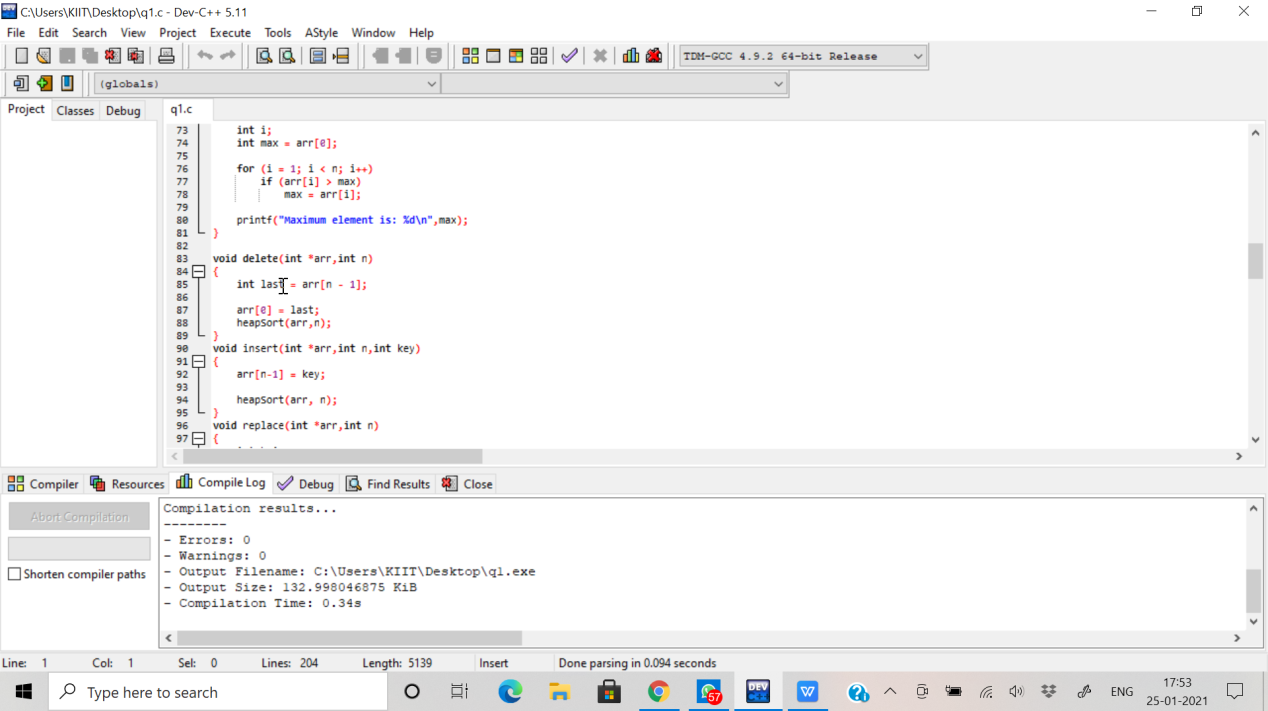 C:\Users\KIIT\Desktop\q1.c - Dev-C++ 5.11
File Edit Search View Project Execute Tools AStyle Window Help
TDM-GCC 4.9.2 64-bit Release
(globals)
Project Classes Debug q1.c
73 int i;
74 int max = arr[0];
75
76 for (i = 1; i < n; i++)
77 if (arr[i] > max)
78 max = arr[i];
79
80 printf("Maximum element is: %d\n",max);
81 }
82
83 void delete(int *arr,int n)
84 {
85 int last = arr[n - 1];
86
87 arr[0] = last;
88 heapSort(arr,n);
89 }
90 void insert(int *arr,int n,int key)
91 {
92 arr[n-1] = key;
93
94 heapSort(arr, n);
95 }
96 void replace(int *arr,int n)
97 {
Compiler Resources Compile Log Debug Find Results Close
Abort Compilation
Shorten compiler paths
Compilation results...
--------
- Errors: 0
- Warnings: 0
- Output Filename: C:\Users\KIIT\Desktop\q1.exe
- Output Size: 132.998046875 KiB
- Compilation Time: 0.34s
Line: 1 Col: 1 Sel: 0 Lines: 204 Length: 5139 Insert Done parsing in 0.094 seconds
Type here to search
DEV
57
W
ENG
17:53
25-01-2021